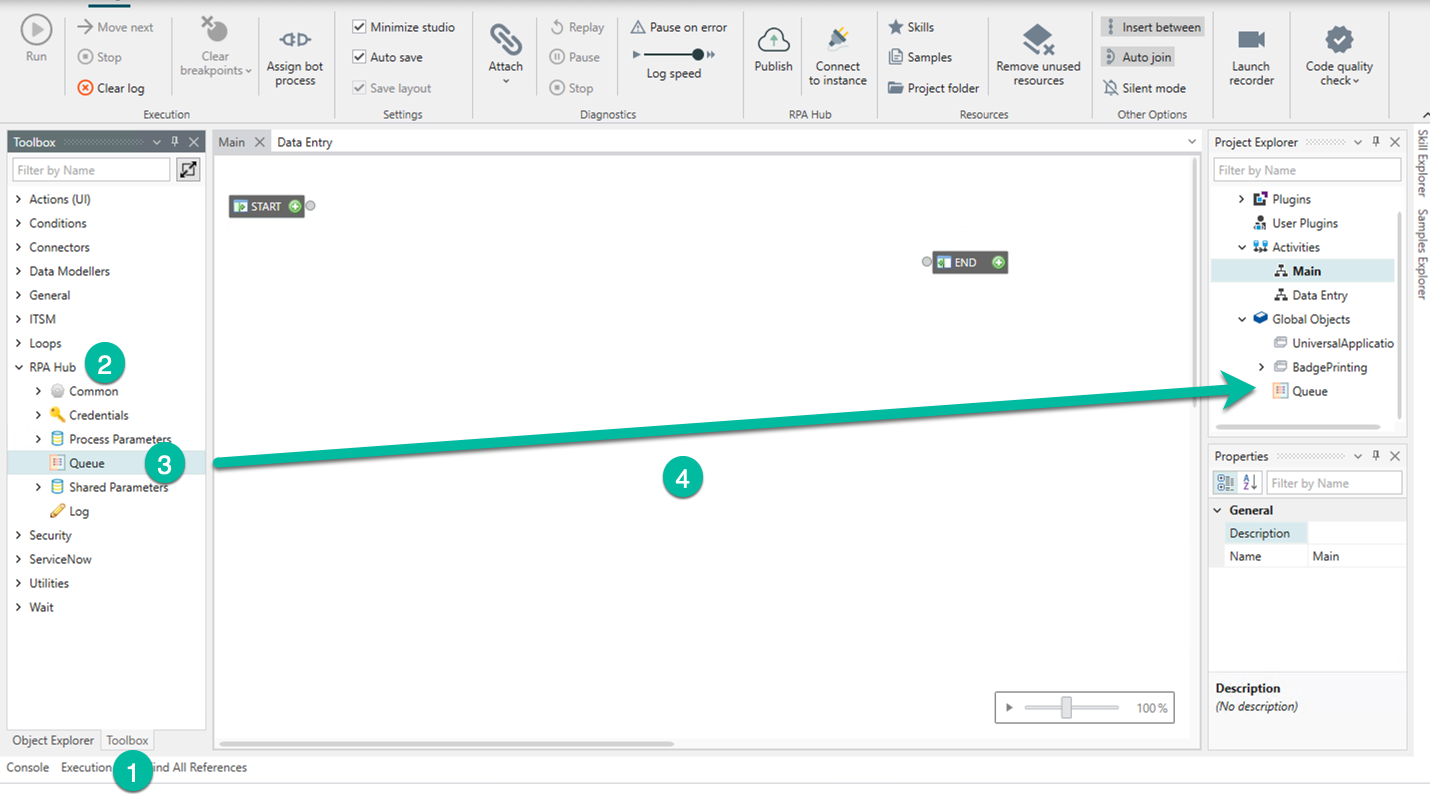 Run
Move next
Stop
Clear log
Clear
breakpoints
Assign bot
process
Execution
Minimize studio
Auto save
Save layout
Settings
Attach
Replay
Pause
Stop
Pause on error
Log speed
Diagnostics
Publish
Connect
to instance
RPA Hub
Skills
Samples
Project folder
Remove unused
resources
Resources
Insert between
Auto join
Silent mode
Other Options
Launch
recorder
Code quality
check
Toolbox
Filter by Name
Actions (UI)
Conditions
Connectors
Data Modellers
General
ITSM
Loops
RPA Hub
2
Common
Credentials
Process Parameters
Queue
3
Shared Parameters
Log
Security
ServiceNow
Utilities
Wait
Object Explorer
Toolbox
Main
Data Entry
START
END
4
100%
Project Explorer
Filter by Name
Plugins
User Plugins
Activities
Main
Data Entry
Global Objects
UniversalApplicatio
BadgePrinting
Queue
Properties
A
Z
Filter by Name
General
Description
Name
Main
Description
(No description)
Skill Explorer
Samples Explorer
Console
Execution
1
ind All References